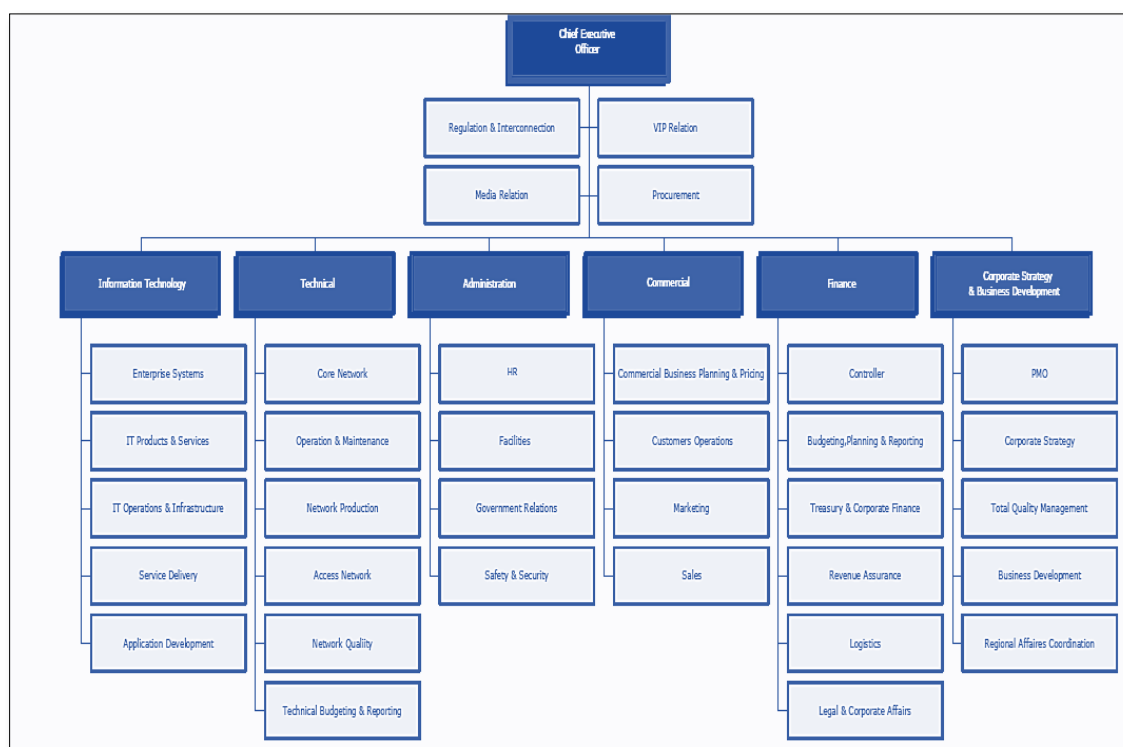 Chief Executive
Officer
Regulation & Interconnection
VIP Relation
Media Relation
Procurement
Information Technology
Technical
Administration
Commercial
Finance
Corporate Strategy
& Business Development
Enterprise Systems
Core Network
HR
Commercial Business Planning & Pricing
Controller
PMO
IT Products & Services
Operation & Maintenance
Facilities
Customers Operations
Budgeting,Planning & Reporting
Corporate Strategy
IT Operations & Infrastructure
Network Production
Government Relations
Marketing
Treasury & Corporate Finance
Total Quality Management
Service Delivery
Access Network
Safety & Security
Sales
Revenue Assurance
Business Development
Application Development
Network Qualiity
Logistics
Regional Affaires Coordination
Technical Budgeting & Reporting
Legal & Corporate Affairs